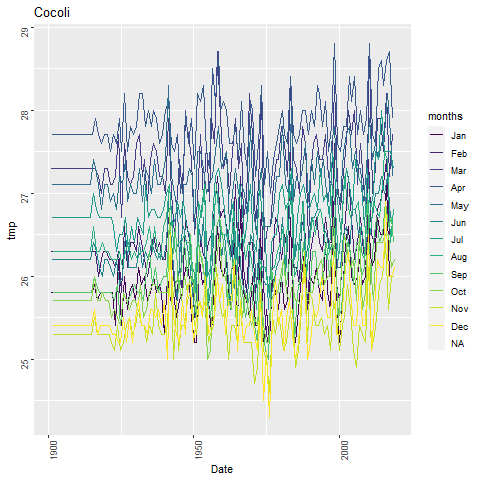 Cocoli
29
28
27
26
25
tmp
1900
1950
2000
Date
months
Jan
Feb
Mar
Apr
May
Jun
Jul
Aug
Sep
Oct
Nov
Dec
NA